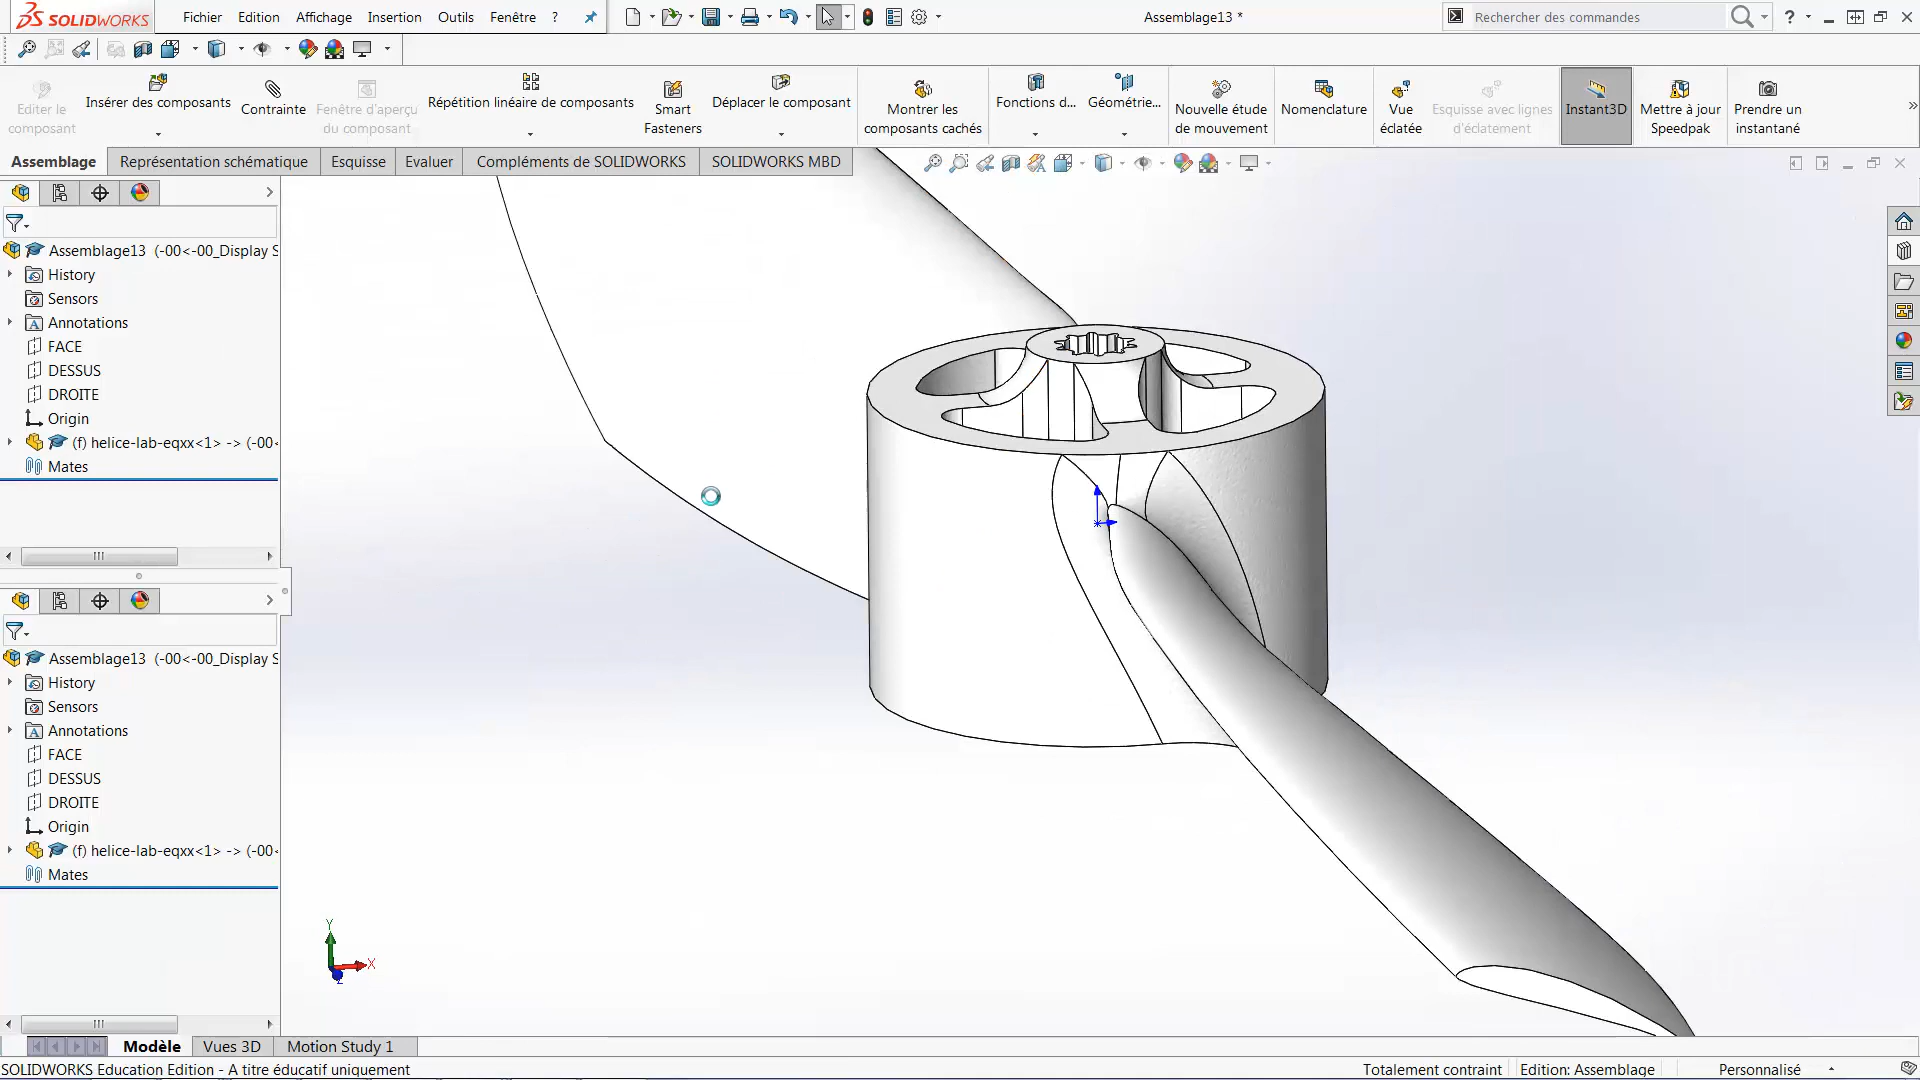 SOLIDWORKS
Fichier Edition Affichage Insertion Outils Fenêtre ?
Assemblage13 *
Rechercher des commandes
?
Editer le composant
Insérer des composants
Contrainte
Fenêtre d'aperçu du composant
Répétition linéaire de composants
Smart Fasteners
Déplacer le composant
Montrer les composants cachés
Fonctions d...
Géométrie...
Nouvelle étude de mouvement
Nomenclature
Vue éclatée
Esquisse avec lignes d'éclatement
Instant3D
Mettre à jour Speedpak
Prendre un instantané
Assemblage Représentation schématique Esquisse Evaluer Compléments de SOLIDWORKS SOLIDWORKS MBD
Assemblage13 (-00<-00_Display S
History
Sensors
Annotations
FACE
DESSUS
DROITE
Origin
(f) helice-lab-eqxx<1> -> (-00<
Mates
Assemblage13 (-00<-00_Display S
History
Sensors
Annotations
FACE
DESSUS
DROITE
Origin
(f) helice-lab-eqxx<1> -> (-00<
Mates
Y
X
Z
Modèle Vues 3D Motion Study 1
SOLIDWORKS Education Edition - A titre éducatif uniquement
Totalement contraint Edition: Assemblage Personnalisé